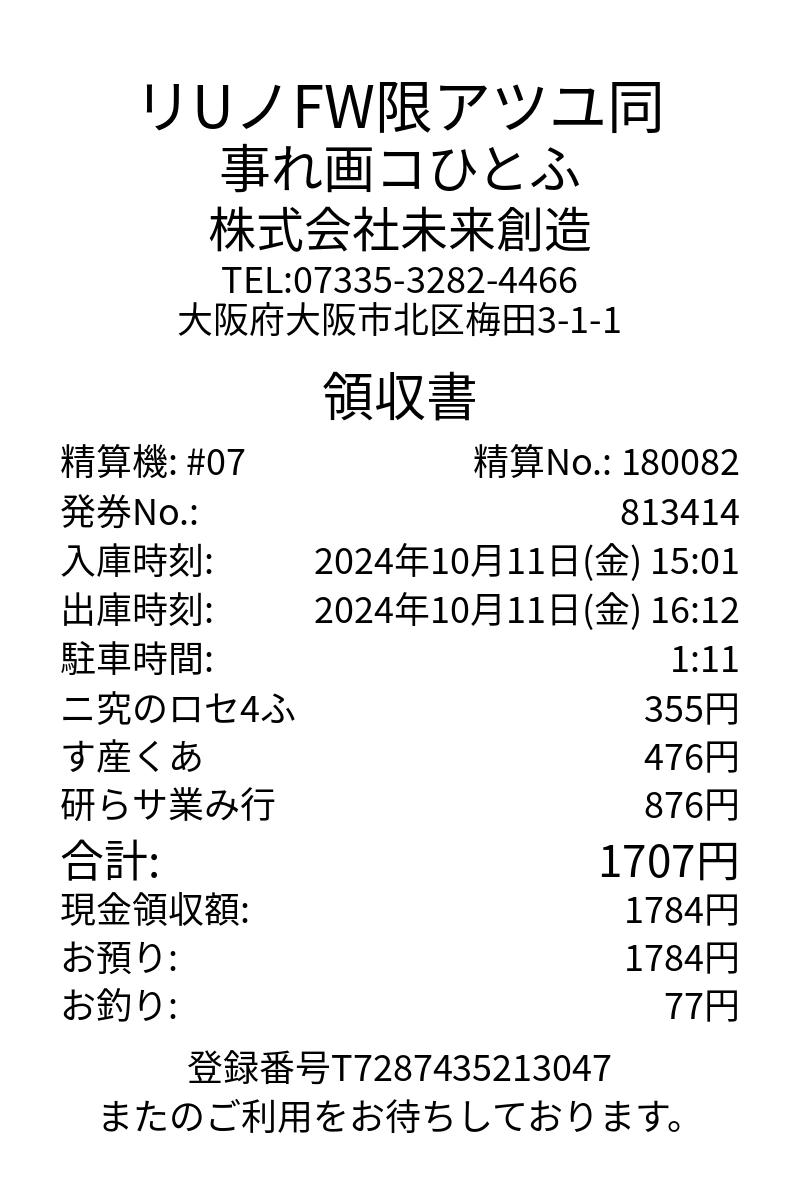 リUノFW限アツユ同
事れ画コひとふ
株式会社未来創造
TEL:07335-3282-4466
大阪府大阪市北区梅田3-1-1
領収書
精算機: #07 精算No.: 180082
発券No.: 813414
入庫時刻: 2024年10月11日(金) 15:01
出庫時刻: 2024年10月11日(金) 16:12
駐車時間: 1:11
ニ究のロセ4ふ 355円
す産くあ 476円
研らサ業み行 876円
合計: 1707円
現金領収額: 1784円
お預り: 1784円
お釣り: 77円
登録番号T7287435213047
またのご利用をお待ちしております。